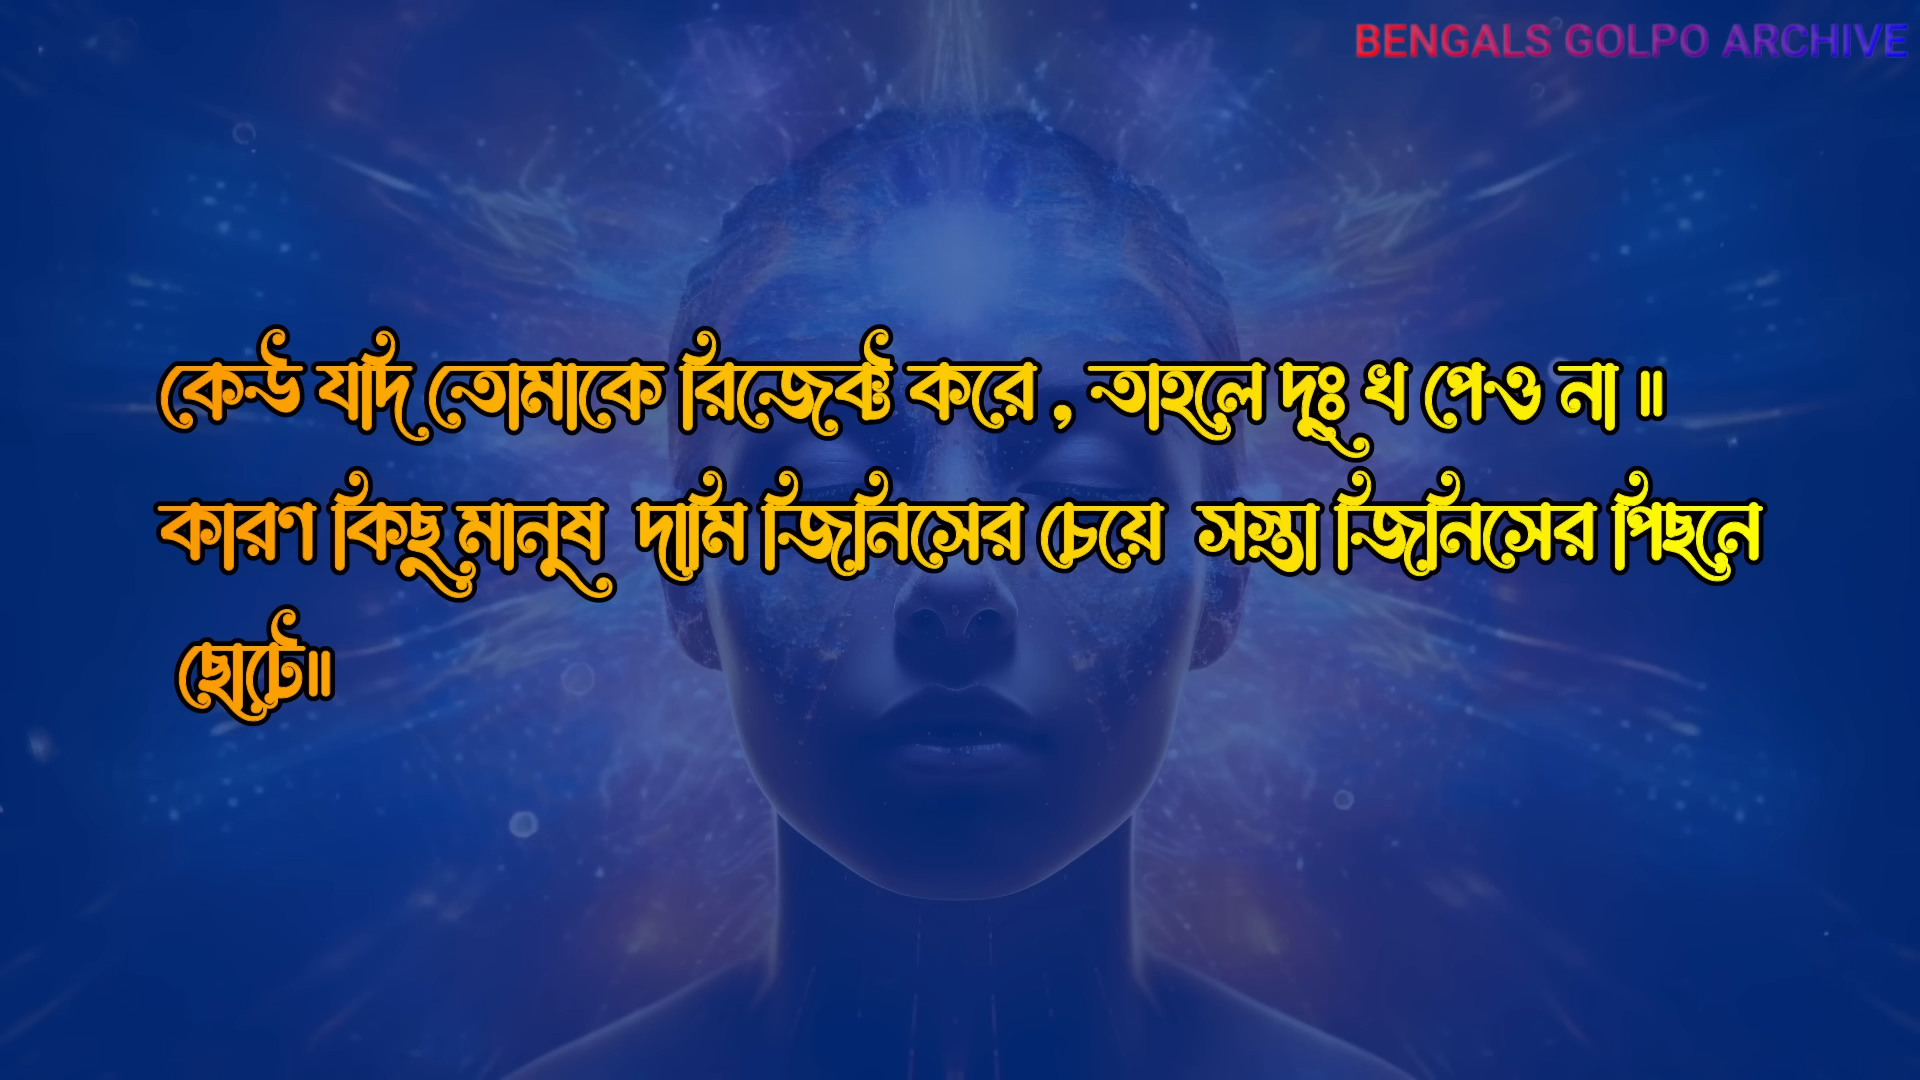 BENGALS GOLPO ARCHIVE
কেউ যদি তোমাকে রিজেক্ট করে , তাহলে দুঃ খ পেও না ॥
কারণ কিছু মানুষ দামি জিনিসের চেয়ে সস্তা জিনিসের পিছনে
ছোটে॥